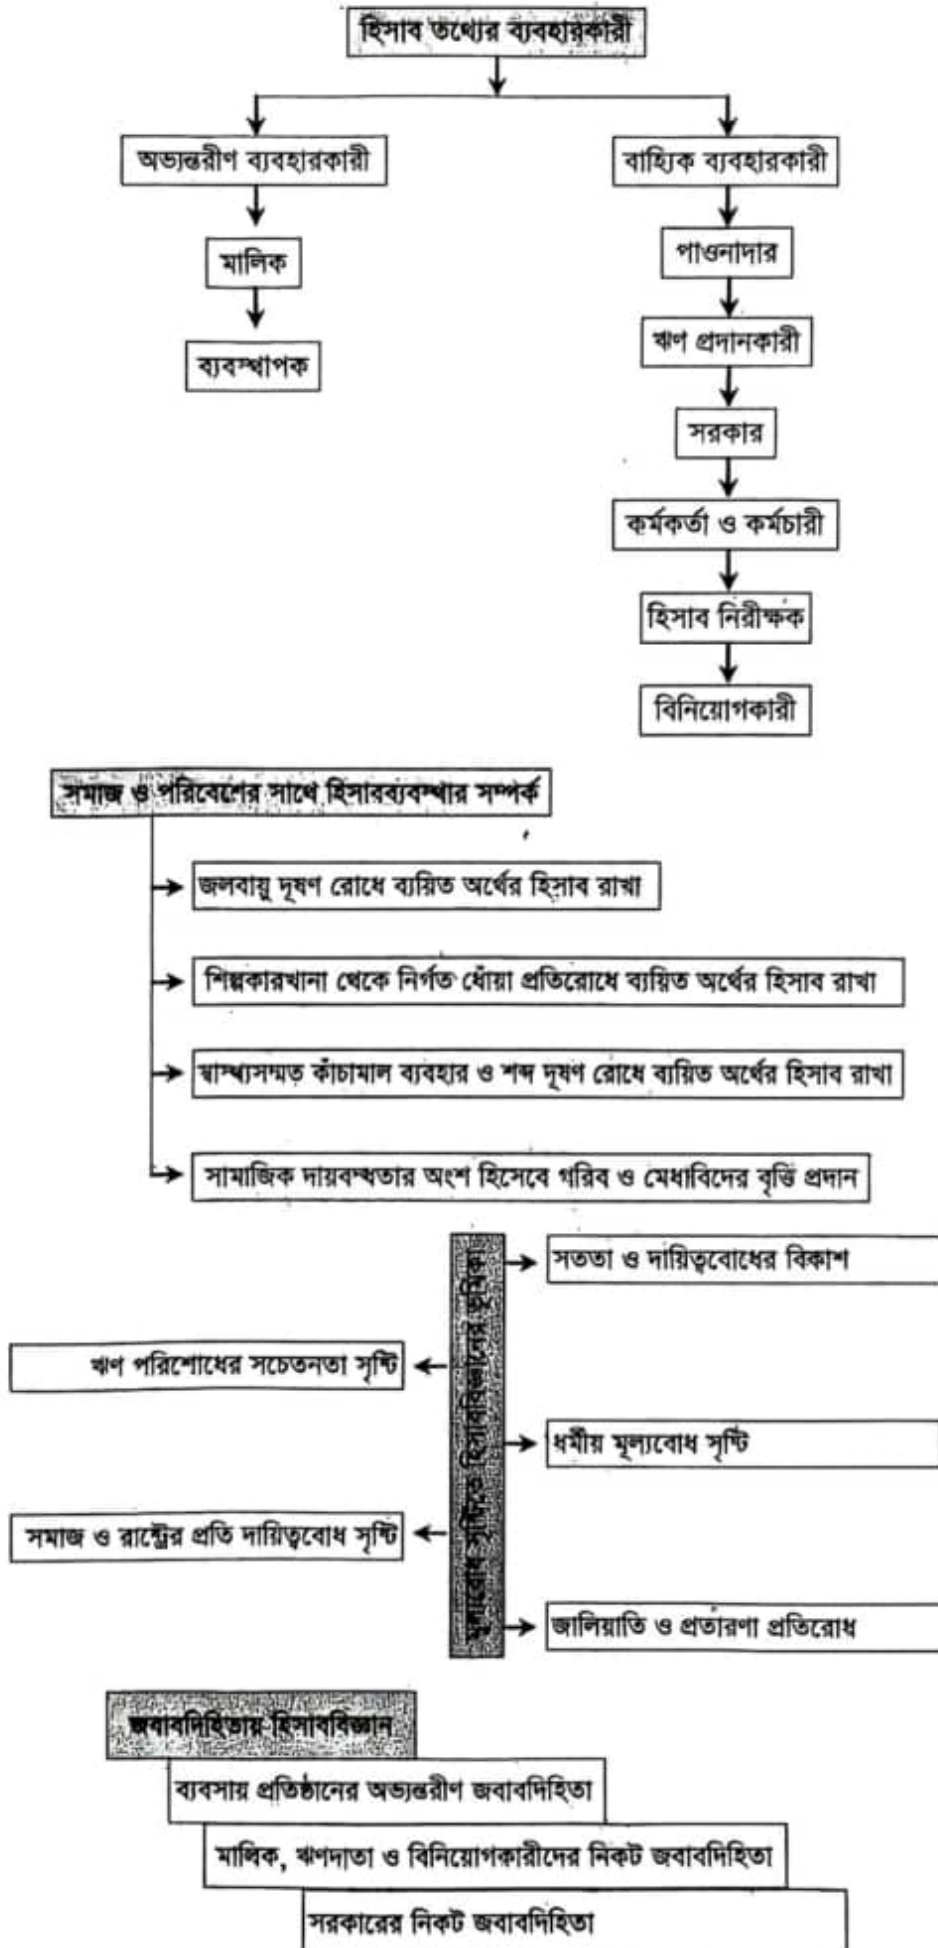 হিসাব তথ্যের ব্যবহারকারী
অভ্যন্তরীণ ব্যবহারকারী
মালিক
ব্যবস্থাপক
বাহ্যিক ব্যবহারকারী
পাওনাদার
ঋণ প্রদানকারী
সরকার
কর্মকর্তা ও কর্মচারী
হিসাব নিরীক্ষক
বিনিয়োগকারী
সমাজ ও পরিবেশের সাথে হিসাবব্যবস্থার সম্পর্ক
জলবায়ু দূষণ রোধে ব্যয়িত অর্থের হিসাব রাখা
শিল্পকারখানা থেকে নির্গত ধোঁয়া প্রতিরোধে ব্যয়িত অর্থের হিসাব রাখা
স্বাস্থ্যসম্মত কাঁচামাল ব্যবহার ও শব্দ দূষণ রোধে ব্যয়িত অর্থের হিসাব রাখা
সামাজিক দায়বদ্ধতার অংশ হিসেবে গরিব ও মেধাবিদের বৃত্তি প্রদান
মূল্যবোধ সৃষ্টিতে হিসাববিজ্ঞানের ভূমিকা
সততা ও দায়িত্ববোধের বিকাশ
ঋণ পরিশোধের সচেতনতা সৃষ্টি
ধর্মীয় মূল্যবোধ সৃষ্টি
সমাজ ও রাষ্ট্রের প্রতি দায়িত্ববোধ সৃষ্টি
জালিয়াতি ও প্রতারণা প্রতিরোধ
জবাবদিহিতায় হিসাববিজ্ঞান
ব্যবসায় প্রতিষ্ঠানের অভ্যন্তরীণ জবাবদিহিতা
মালিক, ঋণদাতা ও বিনিয়োগকারীদের নিকট জবাবদিহিতা
সরকারের নিকট জবাবদিহিতা